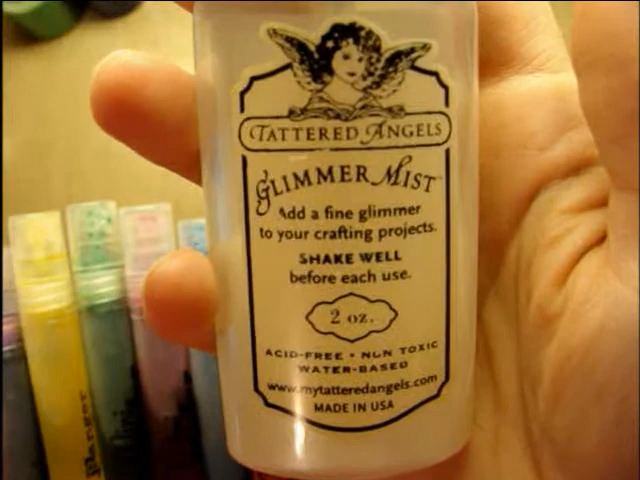 TATTERED ANGELS
GLIMMER MIST
Add a fine glimmer
to your crafting projects.
SHAKE WELL
before each use.
2 oz.
ACID-FREE • NON TOXIC
WATER-BASED
www.mytatteredangels.com
MADE IN USA
Ranger